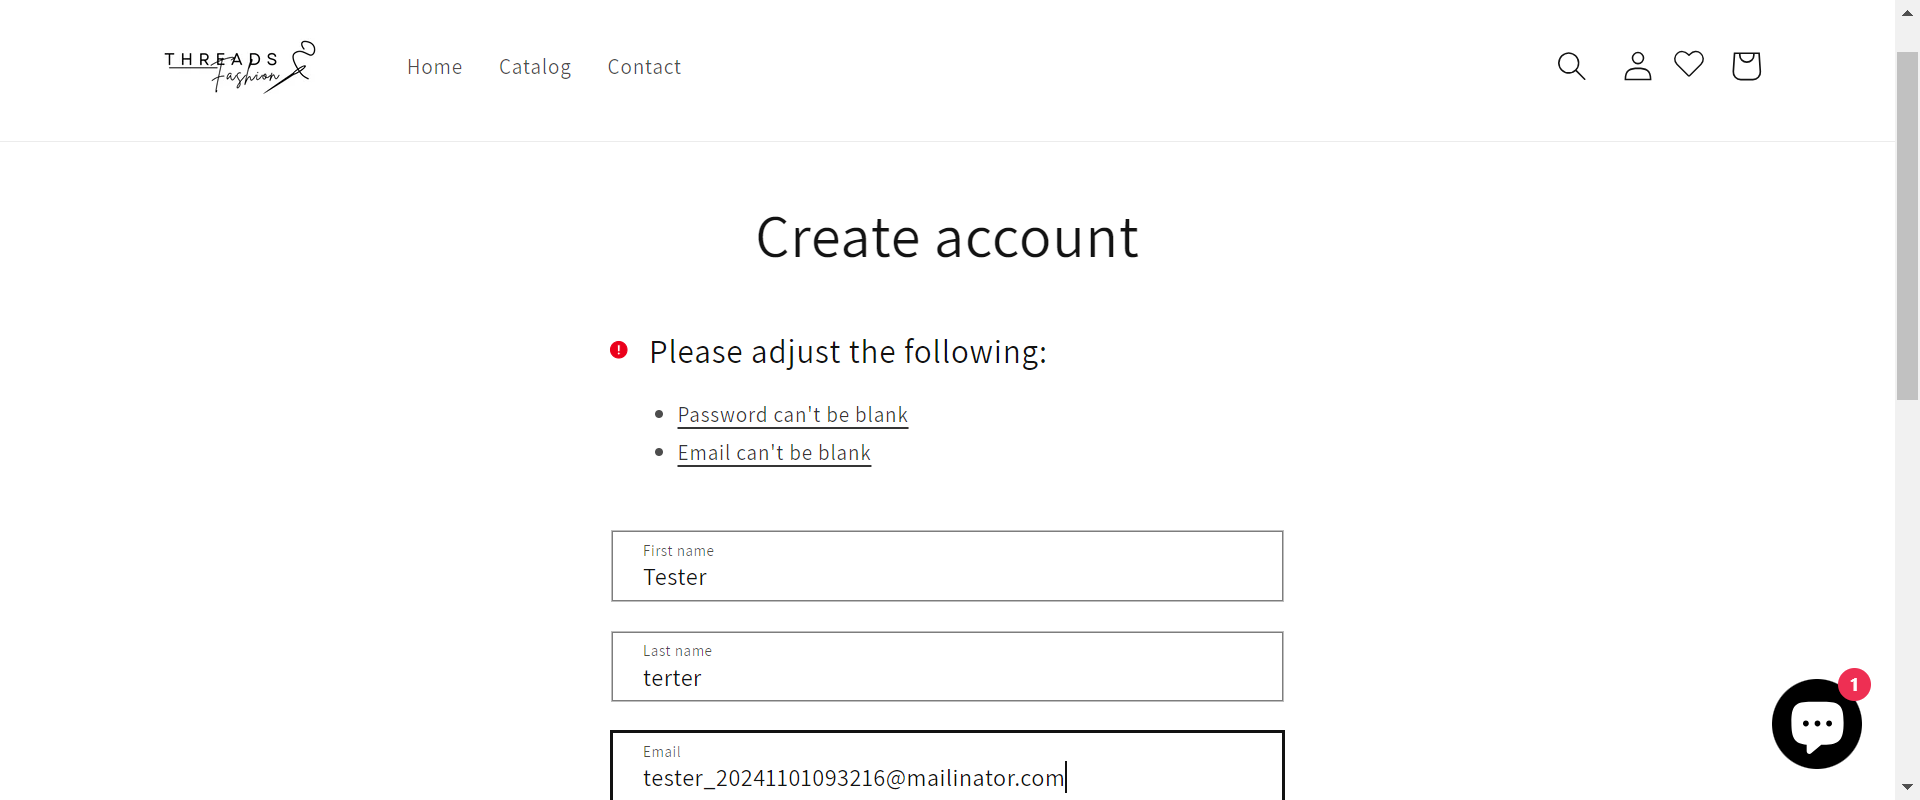 THREADS
Fashion
Home
Catalog
Contact
Create account
Please adjust the following:
Password can't be blank
Email can't be blank
First name
Tester
Last name
terter
Email
tester_20241101093216@mailinator.com
1